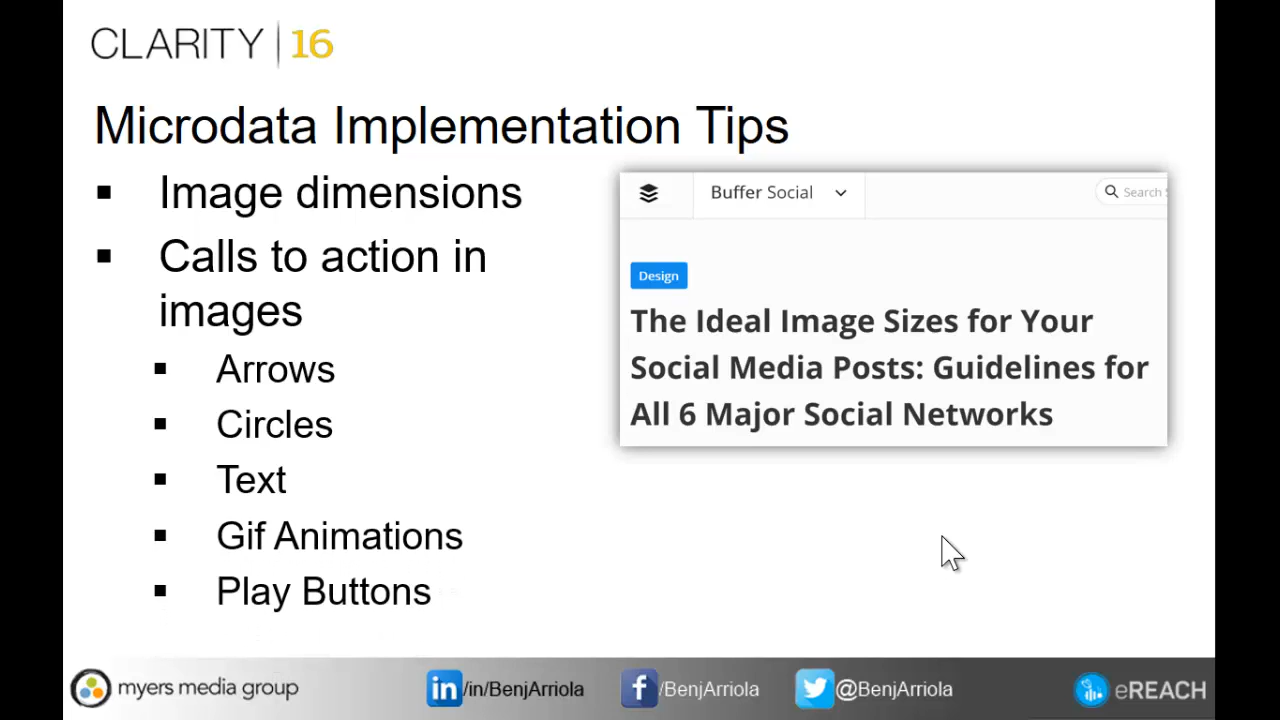 CLARITY | 16
Microdata Implementation Tips
▪ Image dimensions
▪ Calls to action in
images
▪ Arrows
▪ Circles
▪ Text
▪ Gif Animations
▪ Play Buttons
Buffer Social
Search
Design
The Ideal Image Sizes for Your
Social Media Posts: Guidelines for
All 6 Major Social Networks
myers media group
in/in/BenjArriola
f/BenjArriola
@BenjArriola
eREACH